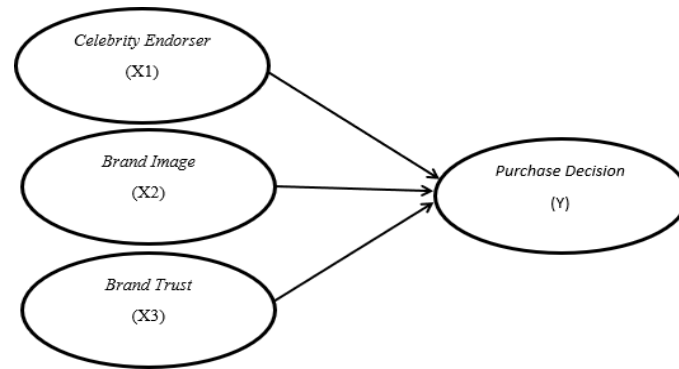 Celebrity Endorser
(X1)
Brand Image
(X2)
Brand Trust
(X3)
Purchase Decision
(Y)